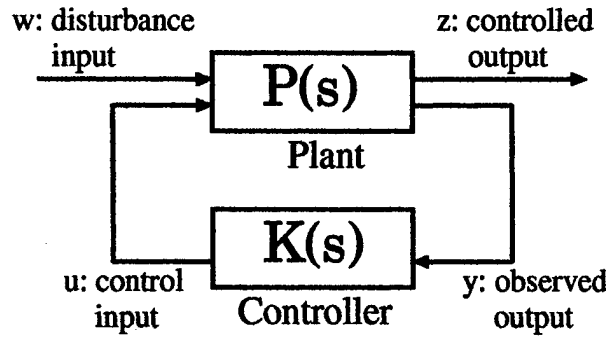 w: disturbance
input
z: controlled
output
P(s)
Plant
K(s)
Controller
u: control
input
y: observed
output